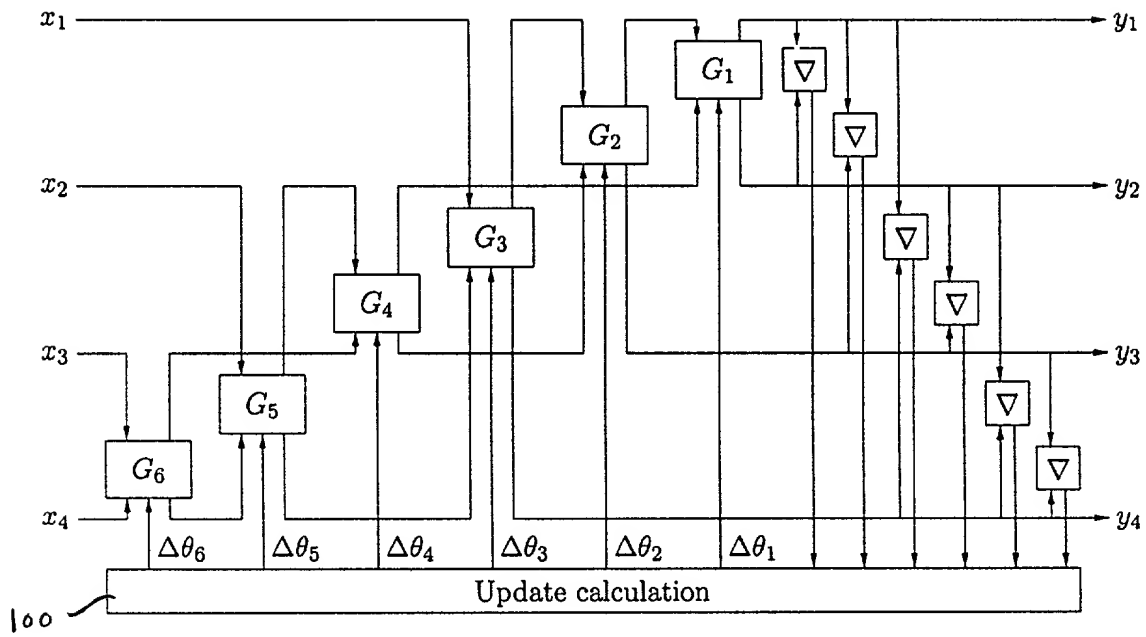 x₁ y₁
G₁ ∇
G₂ ∇
x₂ y₂
G₃ ∇
G₄ ∇
x₃ y₃
G₅ ∇
G₆ ∇
x₄ y₄
Δθ₆ Δθ₅ Δθ₄ Δθ₃ Δθ₂ Δθ₁
Update calculation
100